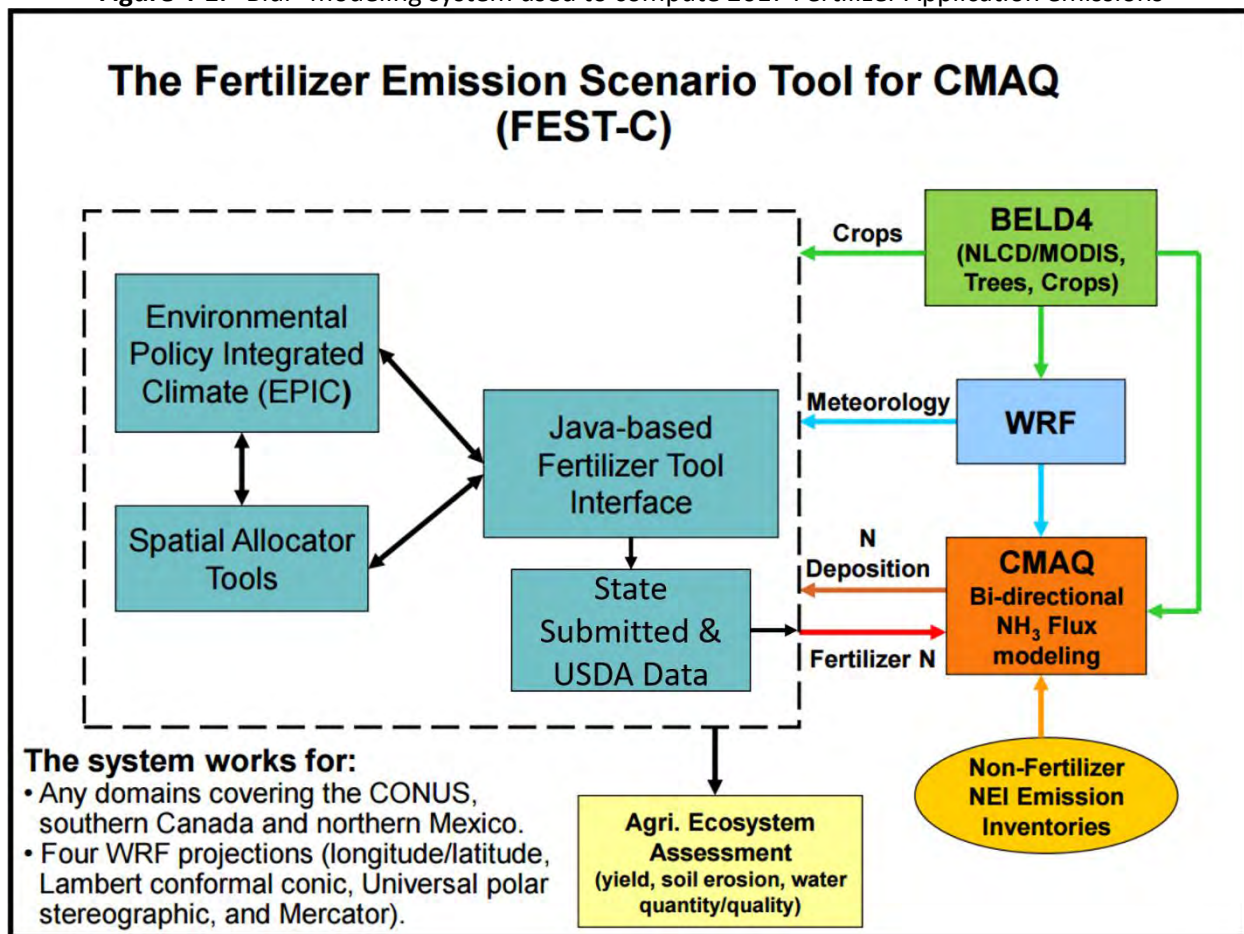 The Fertilizer Emission Scenario Tool for CMAQ
(FEST-C)
Environmental
Policy Integrated
Climate (EPIC)
Spatial Allocator
Tools
Java-based
Fertilizer Tool
Interface
State
Submitted &
USDA Data
Crops
Meteorology
N
Deposition
Fertilizer N
BELD4
(NLCD/MODIS,
Trees, Crops)
WRF
CMAQ
Bi-directional
NH₃ Flux
modeling
Non-Fertilizer
NEI Emission
Inventories
Agri. Ecosystem
Assessment
(yield, soil erosion, water
quantity/quality)
The system works for:
• Any domains covering the CONUS,
southern Canada and northern Mexico.
• Four WRF projections (longitude/latitude,
Lambert conformal conic, Universal polar
stereographic, and Mercator).